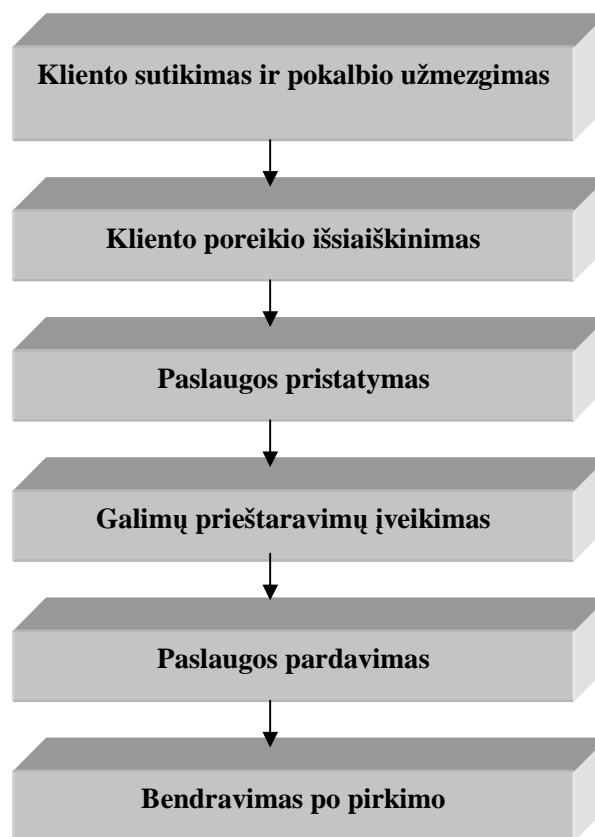 Kliento sutikimas ir pokalbio užmezgimas
Kliento poreikio išsiaiškinimas
Paslaugos pristatymas
Galimų prieštaravimų įveikimas
Paslaugos pardavimas
Bendravimas po pirkimo